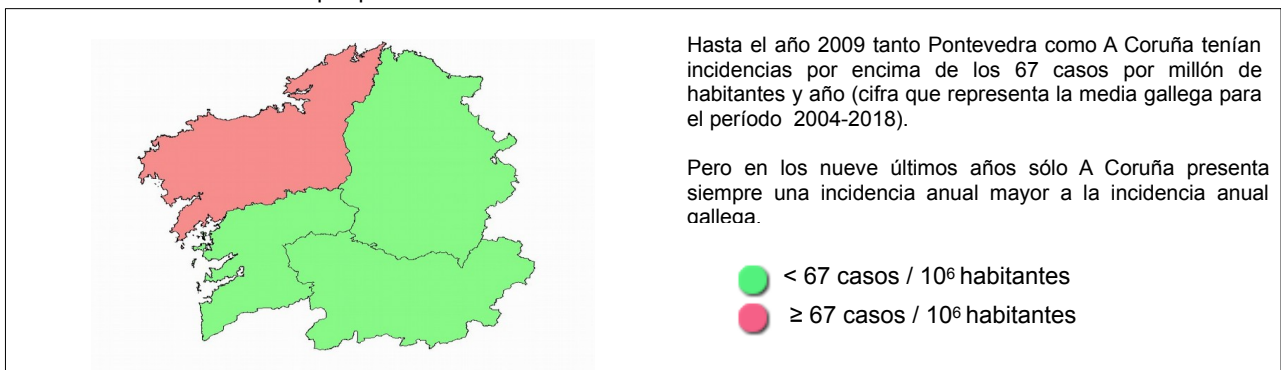 Hasta el año 2009 tanto Pontevedra como A Coruña tenían
incidencias por encima de los 67 casos por millón de
habitantes y año (cifra que representa la media gallega para
el período 2004-2018).
Pero en los nueve últimos años sólo A Coruña presenta
siempre una incidencia anual mayor a la incidencia anual
gallega.
< 67 casos / 10⁶ habitantes
≥ 67 casos / 10⁶ habitantes